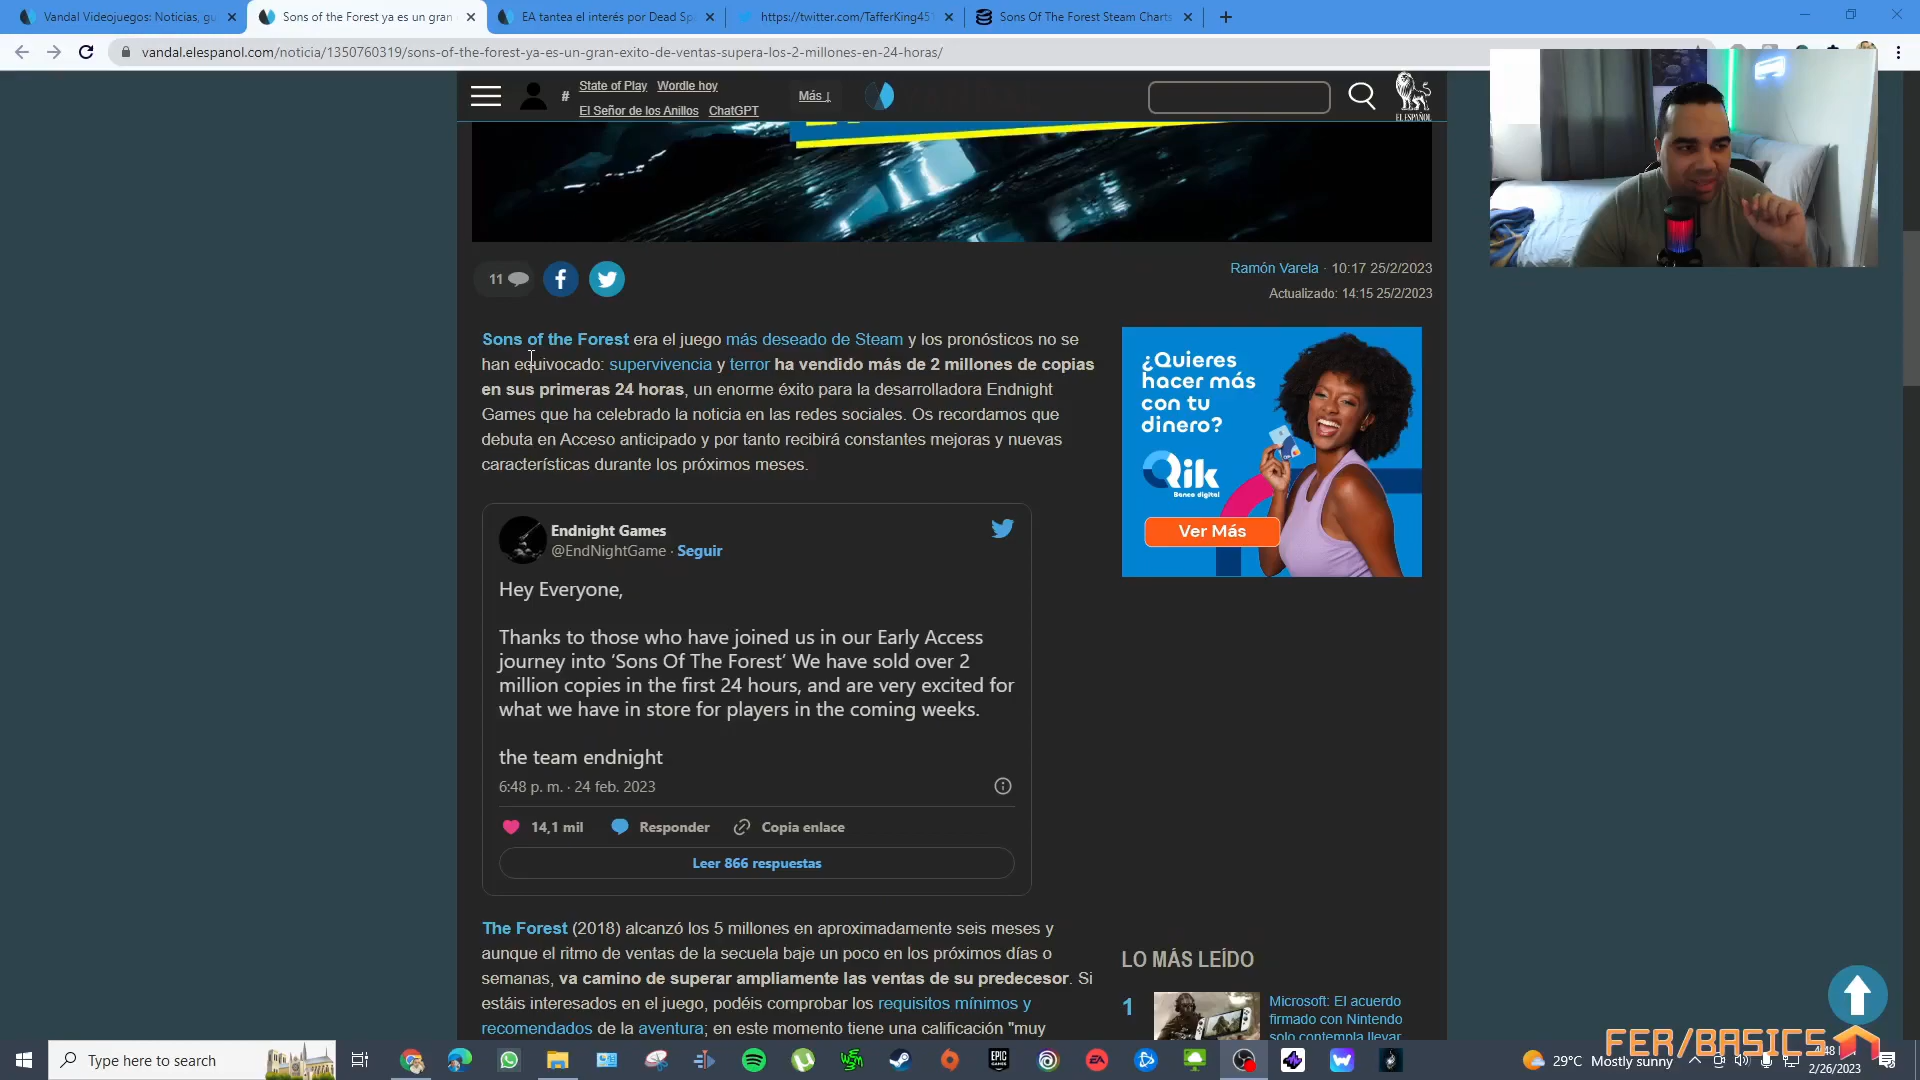 Vandal Videojuegos: Noticias, gu
Sons of the Forest ya es un gran
EA tantea el interés por Dead Sp
https://twitter.com/TafferKing451
Sons Of The Forest Steam Charts
vandal.elespanol.com/noticia/1350760319/sons-of-the-forest-ya-es-un-gran-exito-de-ventas-supera-los-2-millones-en-24-horas/
# State of Play Wordle hoy
El Señor de los Anillos ChatGPT
Más ↓
EL ESPAÑOL
11
Ramón Varela · 10:17 25/2/2023
Actualizado: 14:15 25/2/2023
Sons of the Forest era el juego más deseado de Steam y los pronósticos no se
han equivocado: supervivencia y terror ha vendido más de 2 millones de copias
en sus primeras 24 horas, un enorme éxito para la desarrolladora Endnight
Games que ha celebrado la noticia en las redes sociales. Os recordamos que
debuta en Acceso anticipado y por tanto recibirá constantes mejoras y nuevas
características durante los próximos meses.
¿Quieres
hacer más
con tu
dinero?
Qik
Banco digital
Ver Más
Endnight Games
@EndNightGame · Seguir
Hey Everyone,
Thanks to those who have joined us in our Early Access
journey into ‘Sons Of The Forest’ We have sold over 2
million copies in the first 24 hours, and are very excited for
what we have in store for players in the coming weeks.
the team endnight
6:48 p. m. · 24 feb. 2023
14,1 mil Responder Copia enlace
Leer 866 respuestas
The Forest (2018) alcanzó los 5 millones en aproximadamente seis meses y
aunque el ritmo de ventas de la secuela baje un poco en los próximos días o
semanas, va camino de superar ampliamente las ventas de su predecesor. Si
estáis interesados en el juego, podéis comprobar los requisitos mínimos y
recomendados de la aventura; en este momento tiene una calificación "muy
LO MÁS LEÍDO
1
Microsoft: El acuerdo
firmado con Nintendo
solo contempla llevar
FER/BASICS
Type here to search
EPIC GAMES
EA
29°C Mostly sunny
2/26/2023